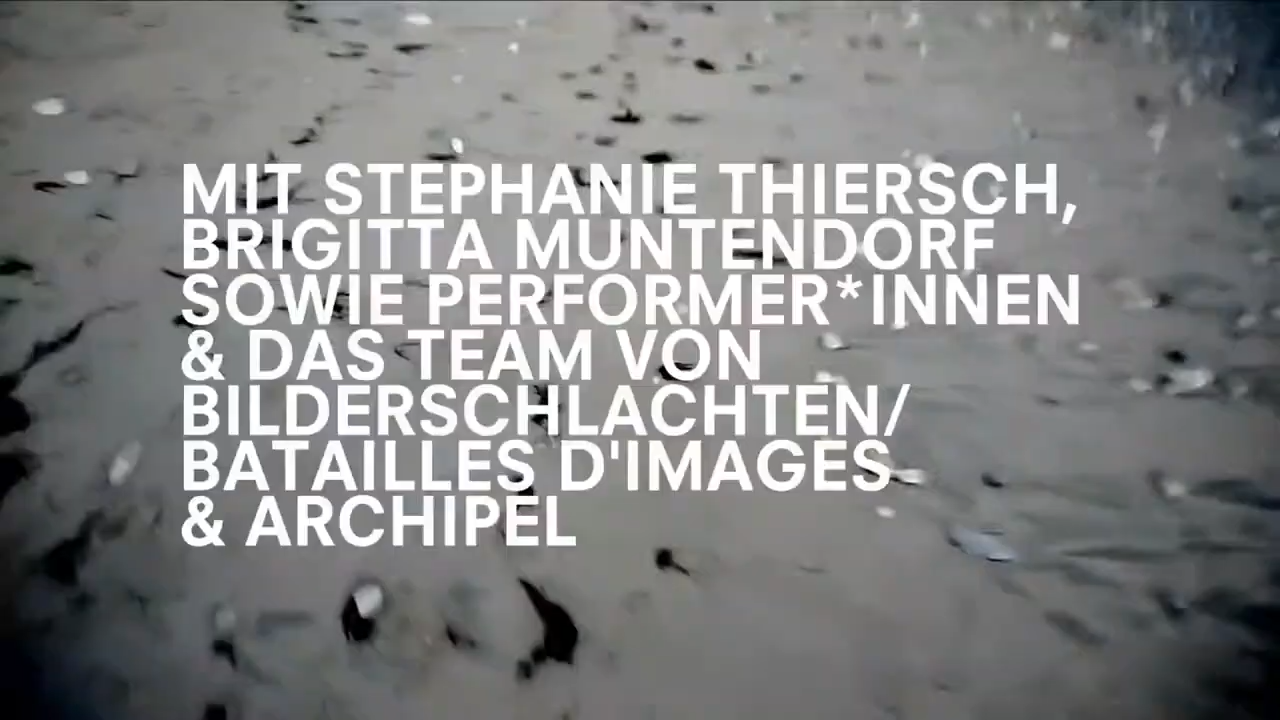 MIT STEPHANIE THIERSCH,
BRIGITTA MUNTENDORF
SOWIE PERFORMER*INNEN
& DAS TEAM VON
BILDERSCHLACHTEN/
BATAILLES D'IMAGES
& ARCHIPEL